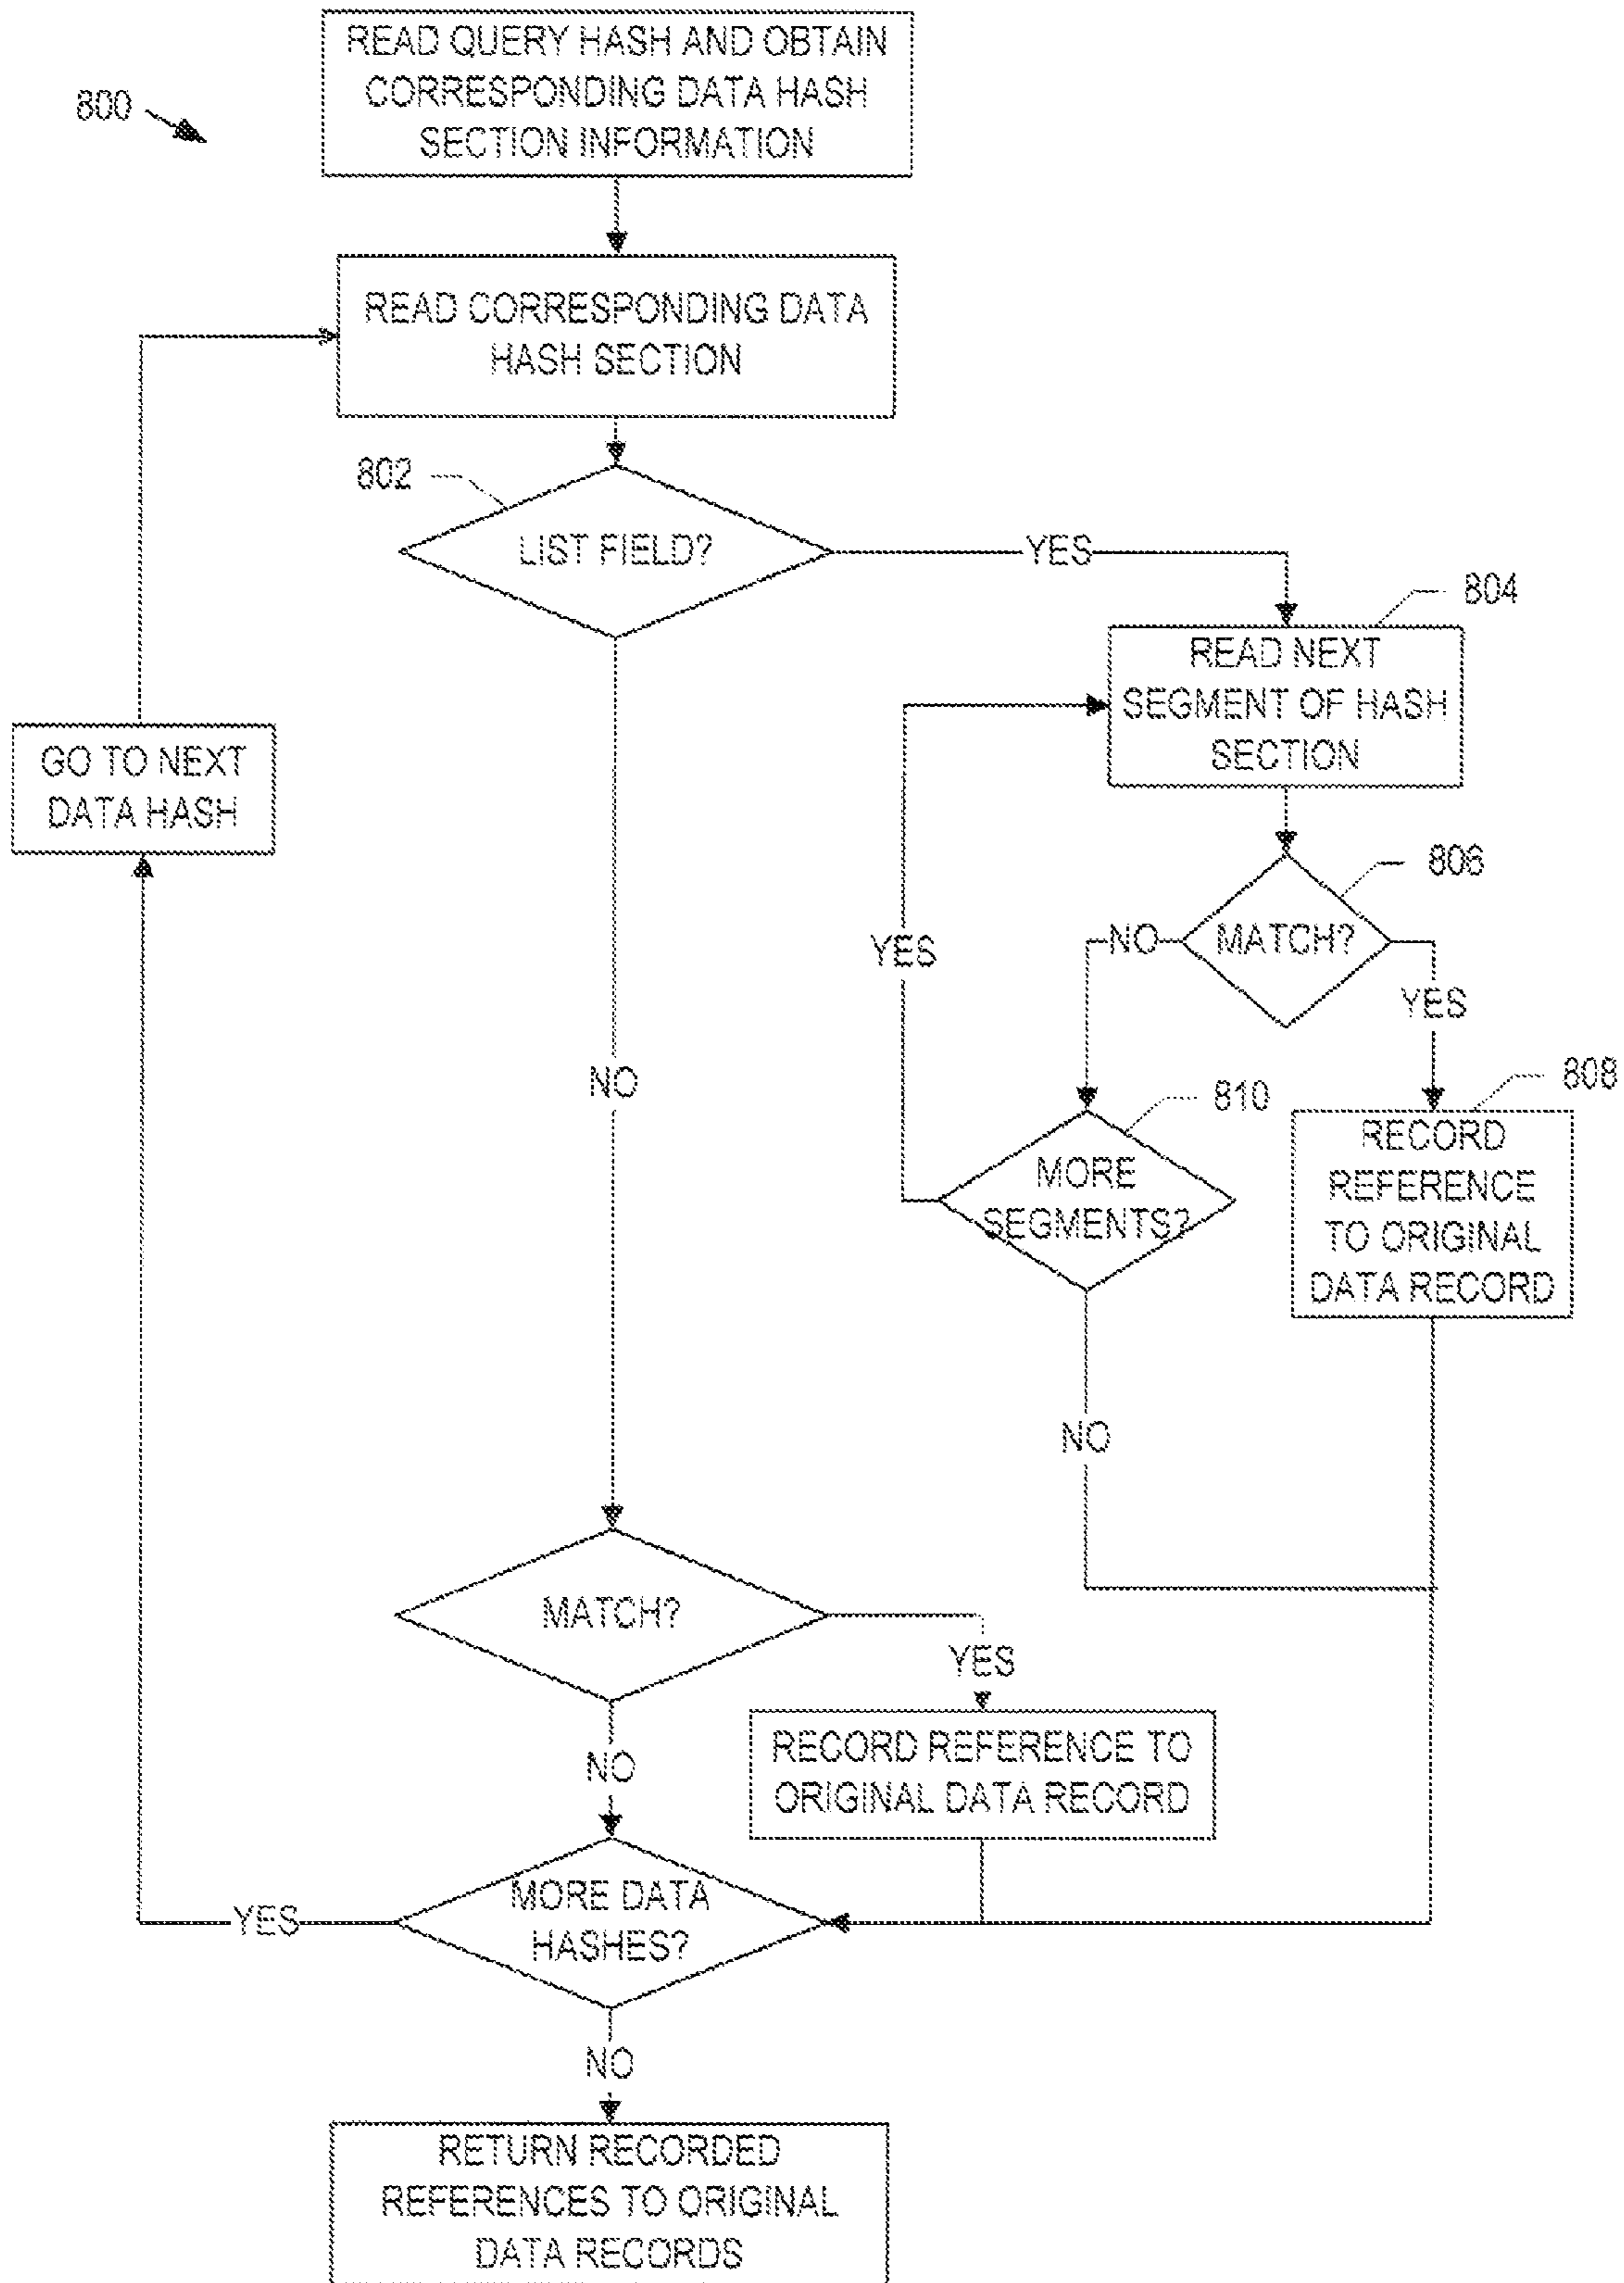 READ QUERY HASH AND OBTAIN
CORRESPONDING DATA HASH
SECTION INFORMATION
800
READ CORRESPONDING DATA
HASH SECTION
802
LIST FIELD?
YES
804
READ NEXT
SEGMENT OF HASH
SECTION
GO TO NEXT
DATA HASH
806
MATCH?
NO
YES
YES
NO
810
808
MORE
SEGMENTS?
RECORD
REFERENCE
TO ORIGINAL
DATA RECORD
NO
MATCH?
YES
RECORD REFERENCE TO
ORIGINAL DATA RECORD
NO
MORE DATA
HASHES?
YES
NO
RETURN RECORDED
REFERENCES TO ORIGINAL
DATA RECORDS